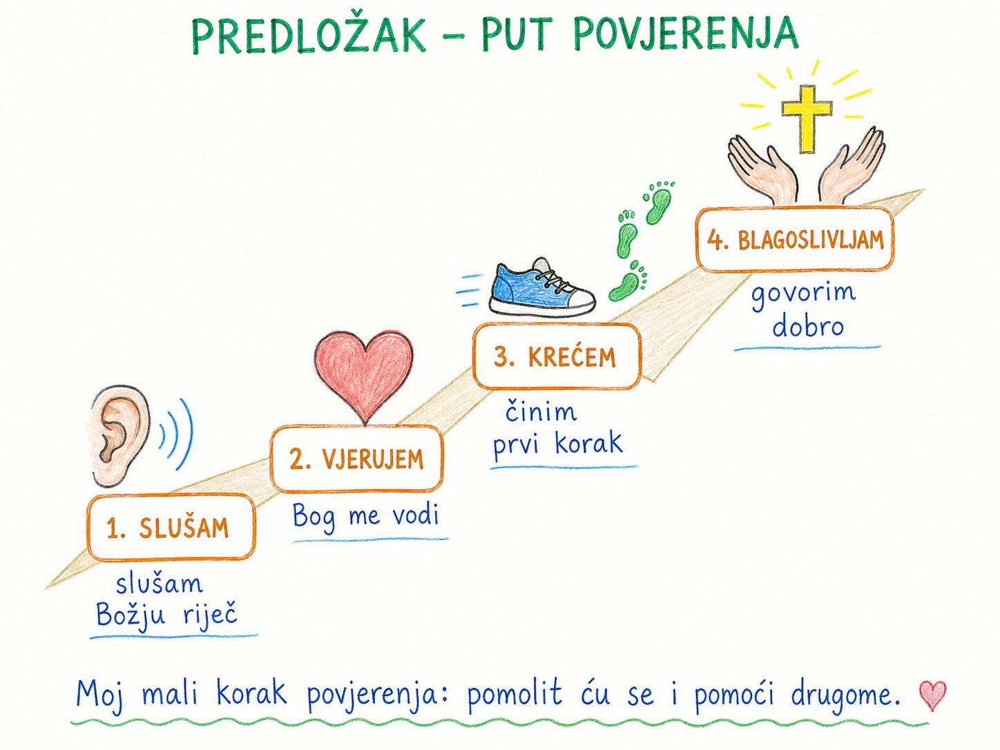 PREDLOŽAK – PUT POVJERENJA
1. SLUŠAM
slušam
Božju riječ
2. VJERUJEM
Bog me vodi
3. KREĆEM
činim
prvi korak
4. BLAGOSLIVLJAM
govorim
dobro
Moj mali korak povjerenja: pomolit ću se i pomoći drugome.